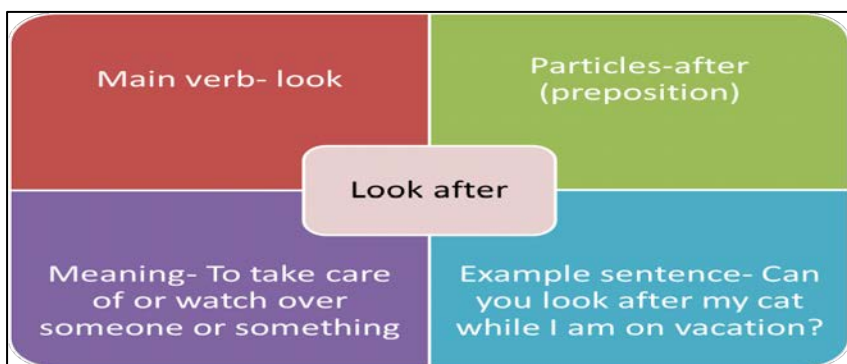 Main verb- look
Particles-after
(preposition)
Look after
Meaning- To take care
of or watch over
someone or something
Example sentence- Can
you look after my cat
while I am on vacation?